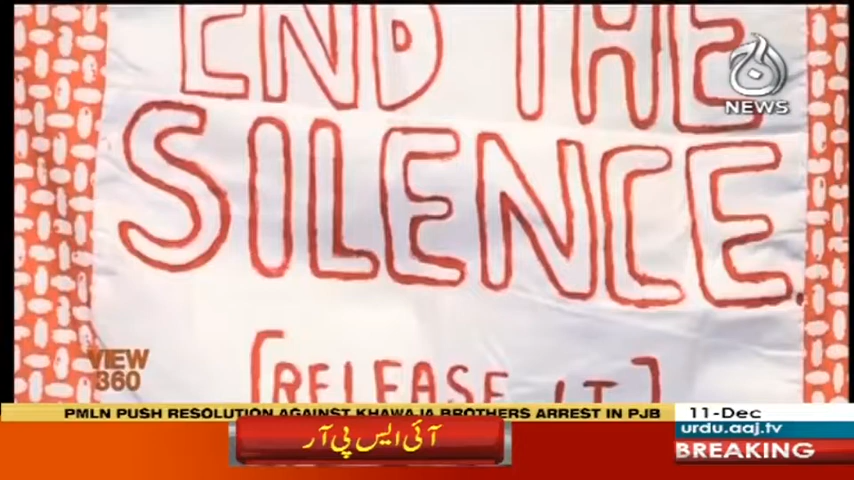 END THE
SILENCE.
[RELEASE IT]
NEWS
VIEW
360
PMLN PUSH RESOLUTION AGAINST KHAWAJA BROTHERS ARREST IN PJB
11-Dec
urdu.aaj.tv
BREAKING
آئی ایس پی آر